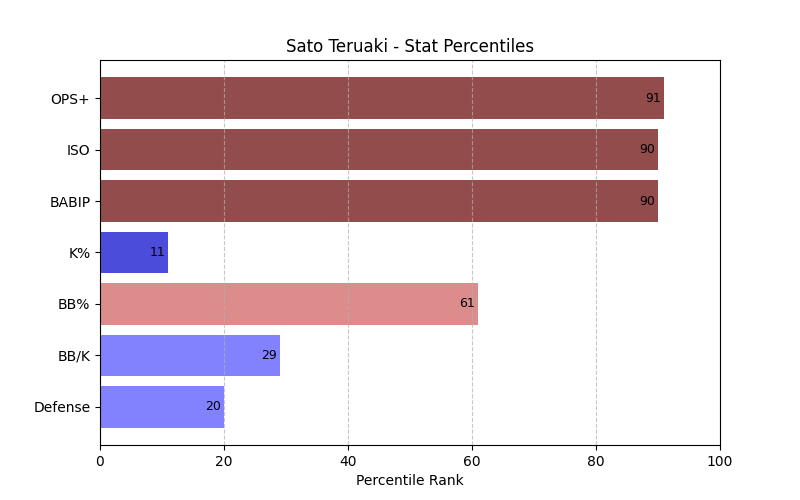 Sato Teruaki - Stat Percentiles
OPS+ 91
ISO 90
BABIP 90
K% 11
BB% 61
BB/K 29
Defense 20
0 20 40 60 80 100
Percentile Rank